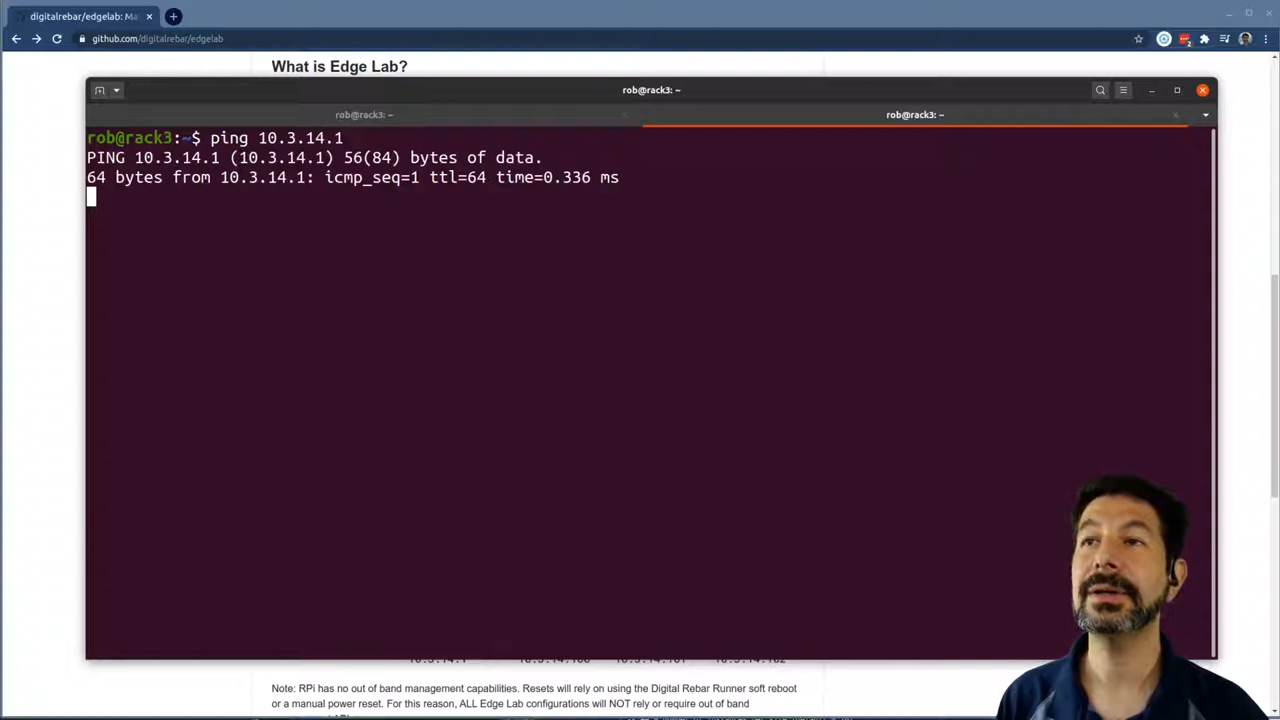 digitalrebar/edgelab: Ma
github.com/digitalrebar/edgelab
What is Edge Lab?
rob@rack3: ~
rob@rack3: ~
rob@rack3: ~
rob@rack3:~$ ping 10.3.14.1
PING 10.3.14.1 (10.3.14.1) 56(84) bytes of data.
64 bytes from 10.3.14.1: icmp_seq=1 ttl=64 time=0.336 ms
Note: RPi has no out of band management capabilities. Resets will rely on using the Digital Rebar Runner soft reboot
or a manual power reset. For this reason, ALL Edge Lab configurations will NOT rely or require out of band